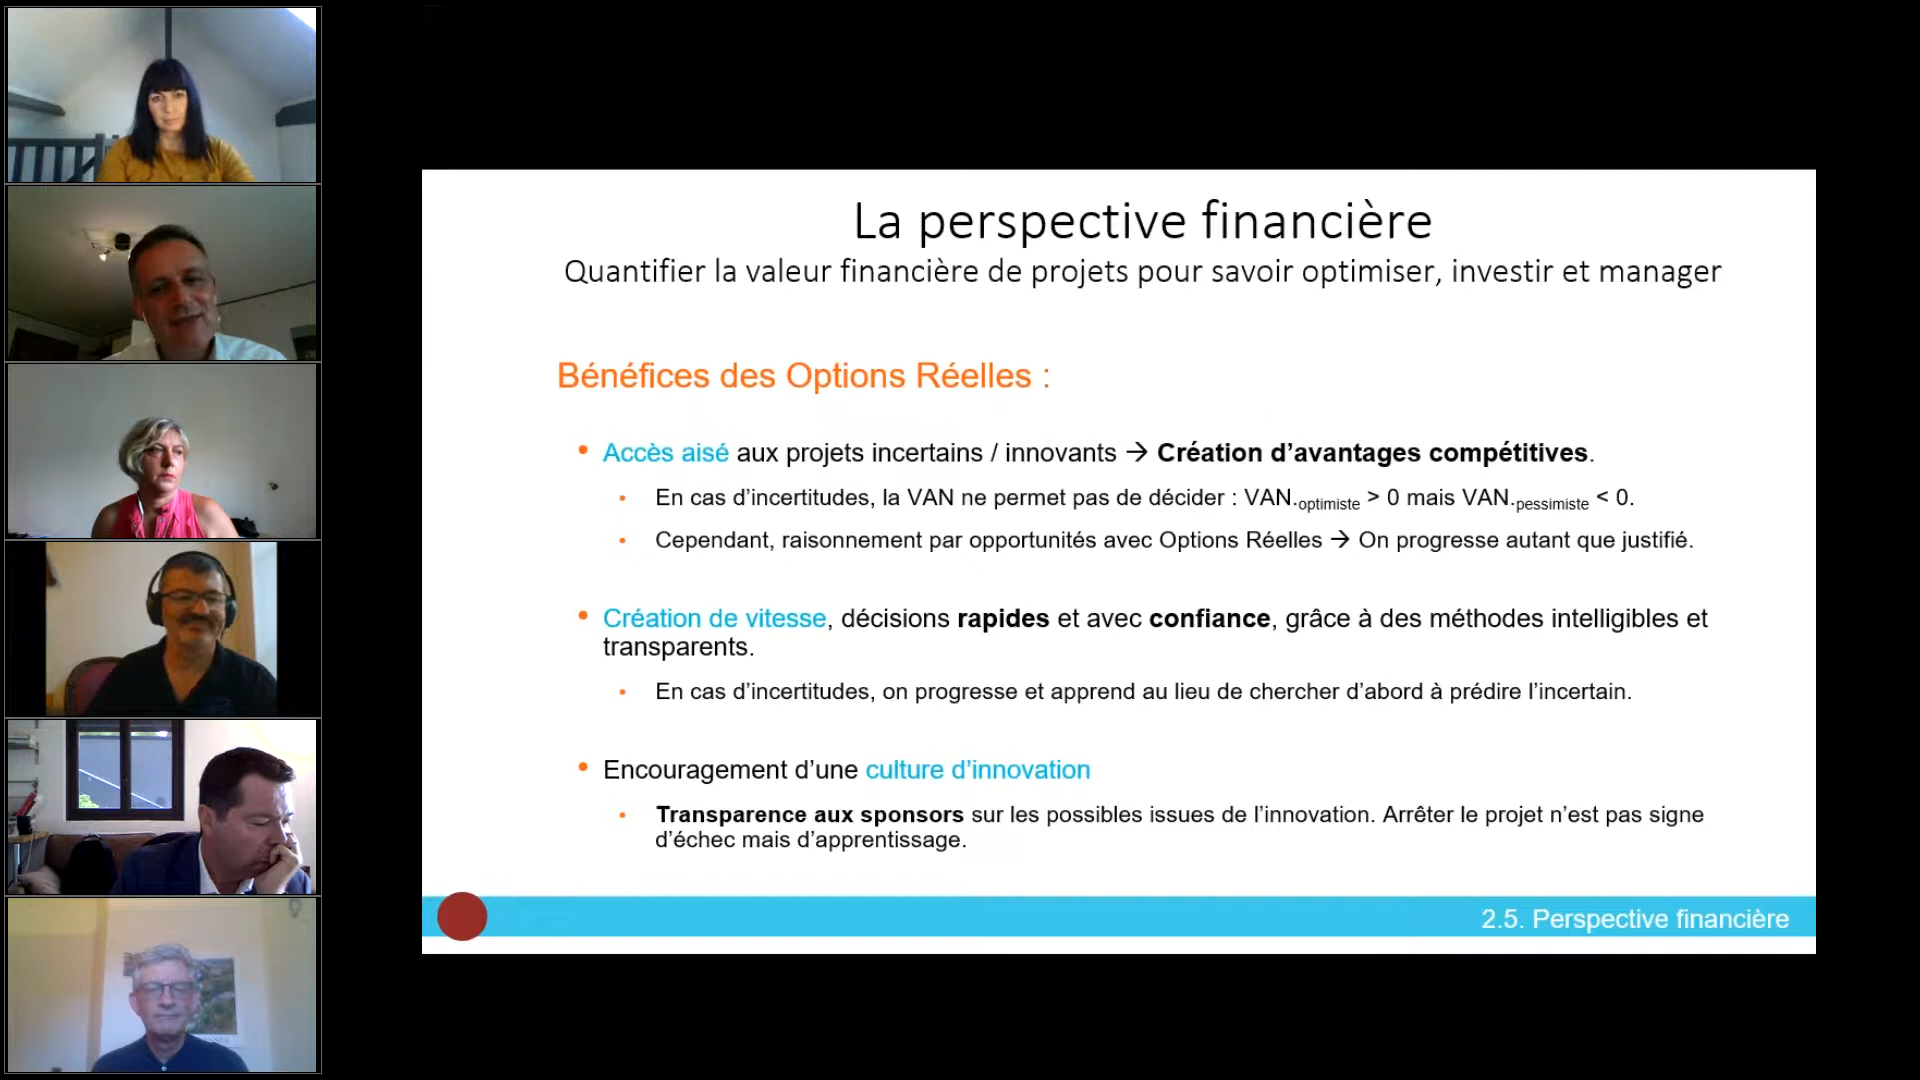 La perspective financière
Quantifier la valeur financière de projets pour savoir optimiser, investir et manager
Bénéfices des Options Réelles :
• Accès aisé aux projets incertains / innovants → Création d’avantages compétitives.
• En cas d’incertitudes, la VAN ne permet pas de décider : VAN.optimiste > 0 mais VAN.pessimiste < 0.
• Cependant, raisonnement par opportunités avec Options Réelles → On progresse autant que justifié.
• Création de vitesse, décisions rapides et avec confiance, grâce à des méthodes intelligibles et
transparents.
• En cas d’incertitudes, on progresse et apprend au lieu de chercher d’abord à prédire l’incertain.
• Encouragement d’une culture d’innovation
• Transparence aux sponsors sur les possibles issues de l’innovation. Arrêter le projet n’est pas signe
d’échec mais d’apprentissage.
2.5. Perspective financière